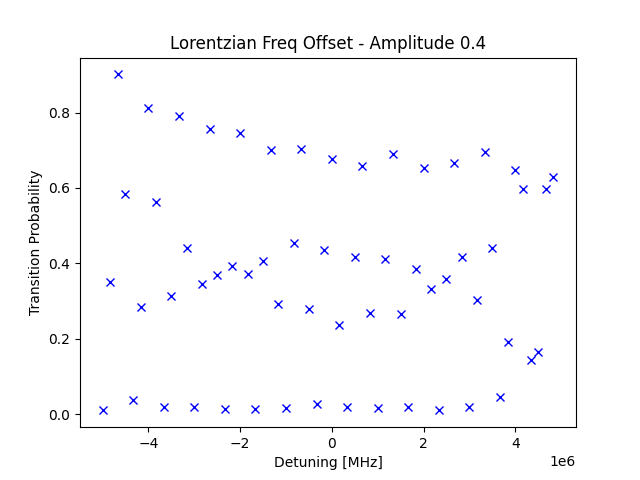 Lorentzian Freq Offset - Amplitude 0.4
Transition Probability
0.8
0.6
0.4
0.2
0.0
−4
−2
0
2
4
1e6
Detuning [MHz]